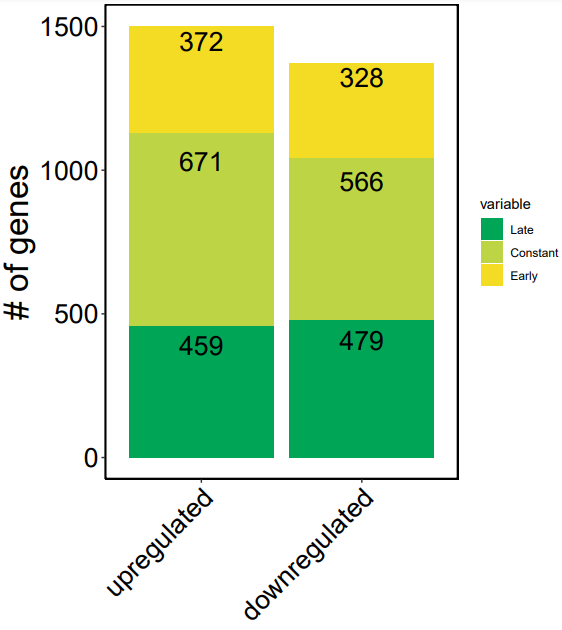 # of genes
1500
1000
500
0
372
671
459
328
566
479
upregulated
downregulated
variable
Late
Constant
Early